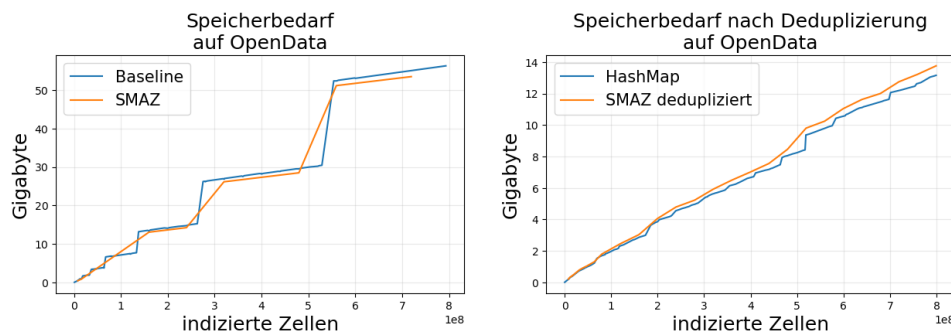 Speicherbedarf
auf OpenData
Baseline
SMAZ
Gigabyte
50
40
30
20
10
0
0 1 2 3 4 5 6 7 8
1e8
indizierte Zellen
Speicherbedarf nach Deduplizierung
auf OpenData
HashMap
SMAZ dedupliziert
Gigabyte
14
12
10
8
6
4
2
0
0 1 2 3 4 5 6 7 8
1e8
indizierte Zellen